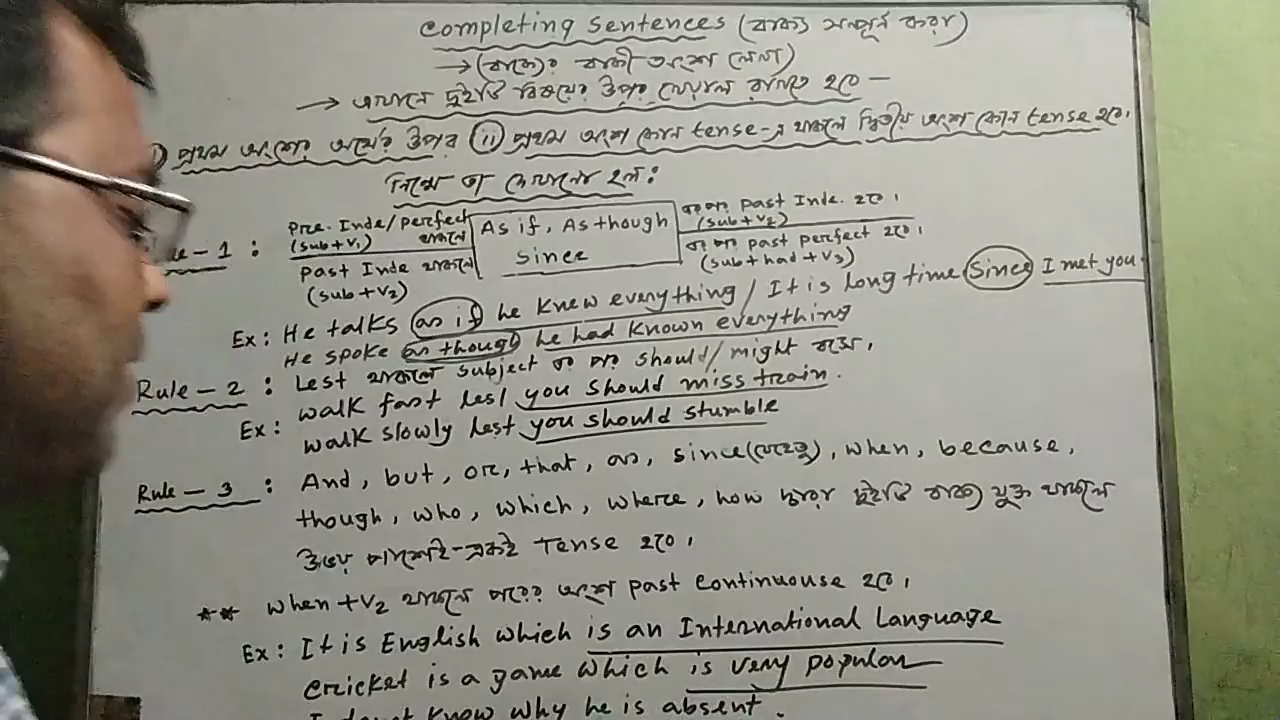 Completing Sentences (বাক্য সম্পূর্ন করা)
→ (বাক্যের বাকী অংশ লেখা)
→ এখানে দুইটি বিষয়ের উপর খেয়াল রাখতে হবে —
) প্রথম অংশের অর্থের উপর (ii) প্রথম অংশ কোন tense-এ থাকলে দ্বিতীয় অংশ কোন tense হবে.
নিম্নে তা দেখানো হল:
Pre. Inde/perfect (sub+v1) থাকলে
past Inde থাকলে (sub+v2)
As if, As though since
past Inde. হবে। (sub+v2)
past perfect হবে। (sub+had+v3)
-1 :
Ex: He talks as if he knew everything / It is long time since I met you
He spoke as though he had known everything
Rule-2 : Lest থাকলে subject এর পর should/might বসে.
Ex: walk fast lest you should miss train.
walk slowly lest you should stumble
Rule-3 : And, but, or, that, as, since(যেহেতু), when, because,
though, who, which, where, how দ্বারা দুইটি বাক্য যুক্ত থাকলে
উভয় পাশেই-একই Tense হবে।
** when+v2 থাকলে পরের অংশ past continuouse হবে।
Ex: It is English which is an International Language
cricket is a game which is very popular
know why he is absent.